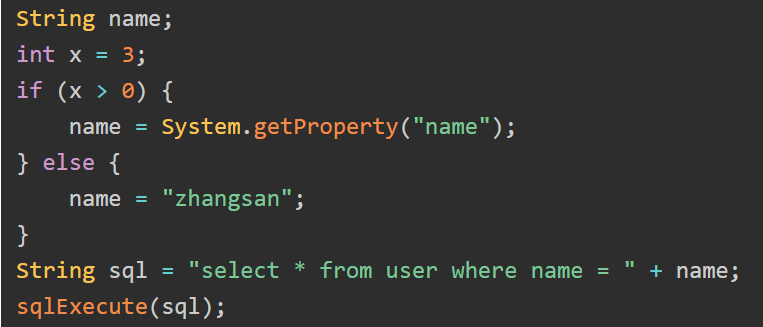 String name;
int x = 3;
if (x > 0) {
    name = System.getProperty("name");
} else {
    name = "zhangsan";
}
String sql = "select * from user where name = " + name;
sqlExecute(sql);